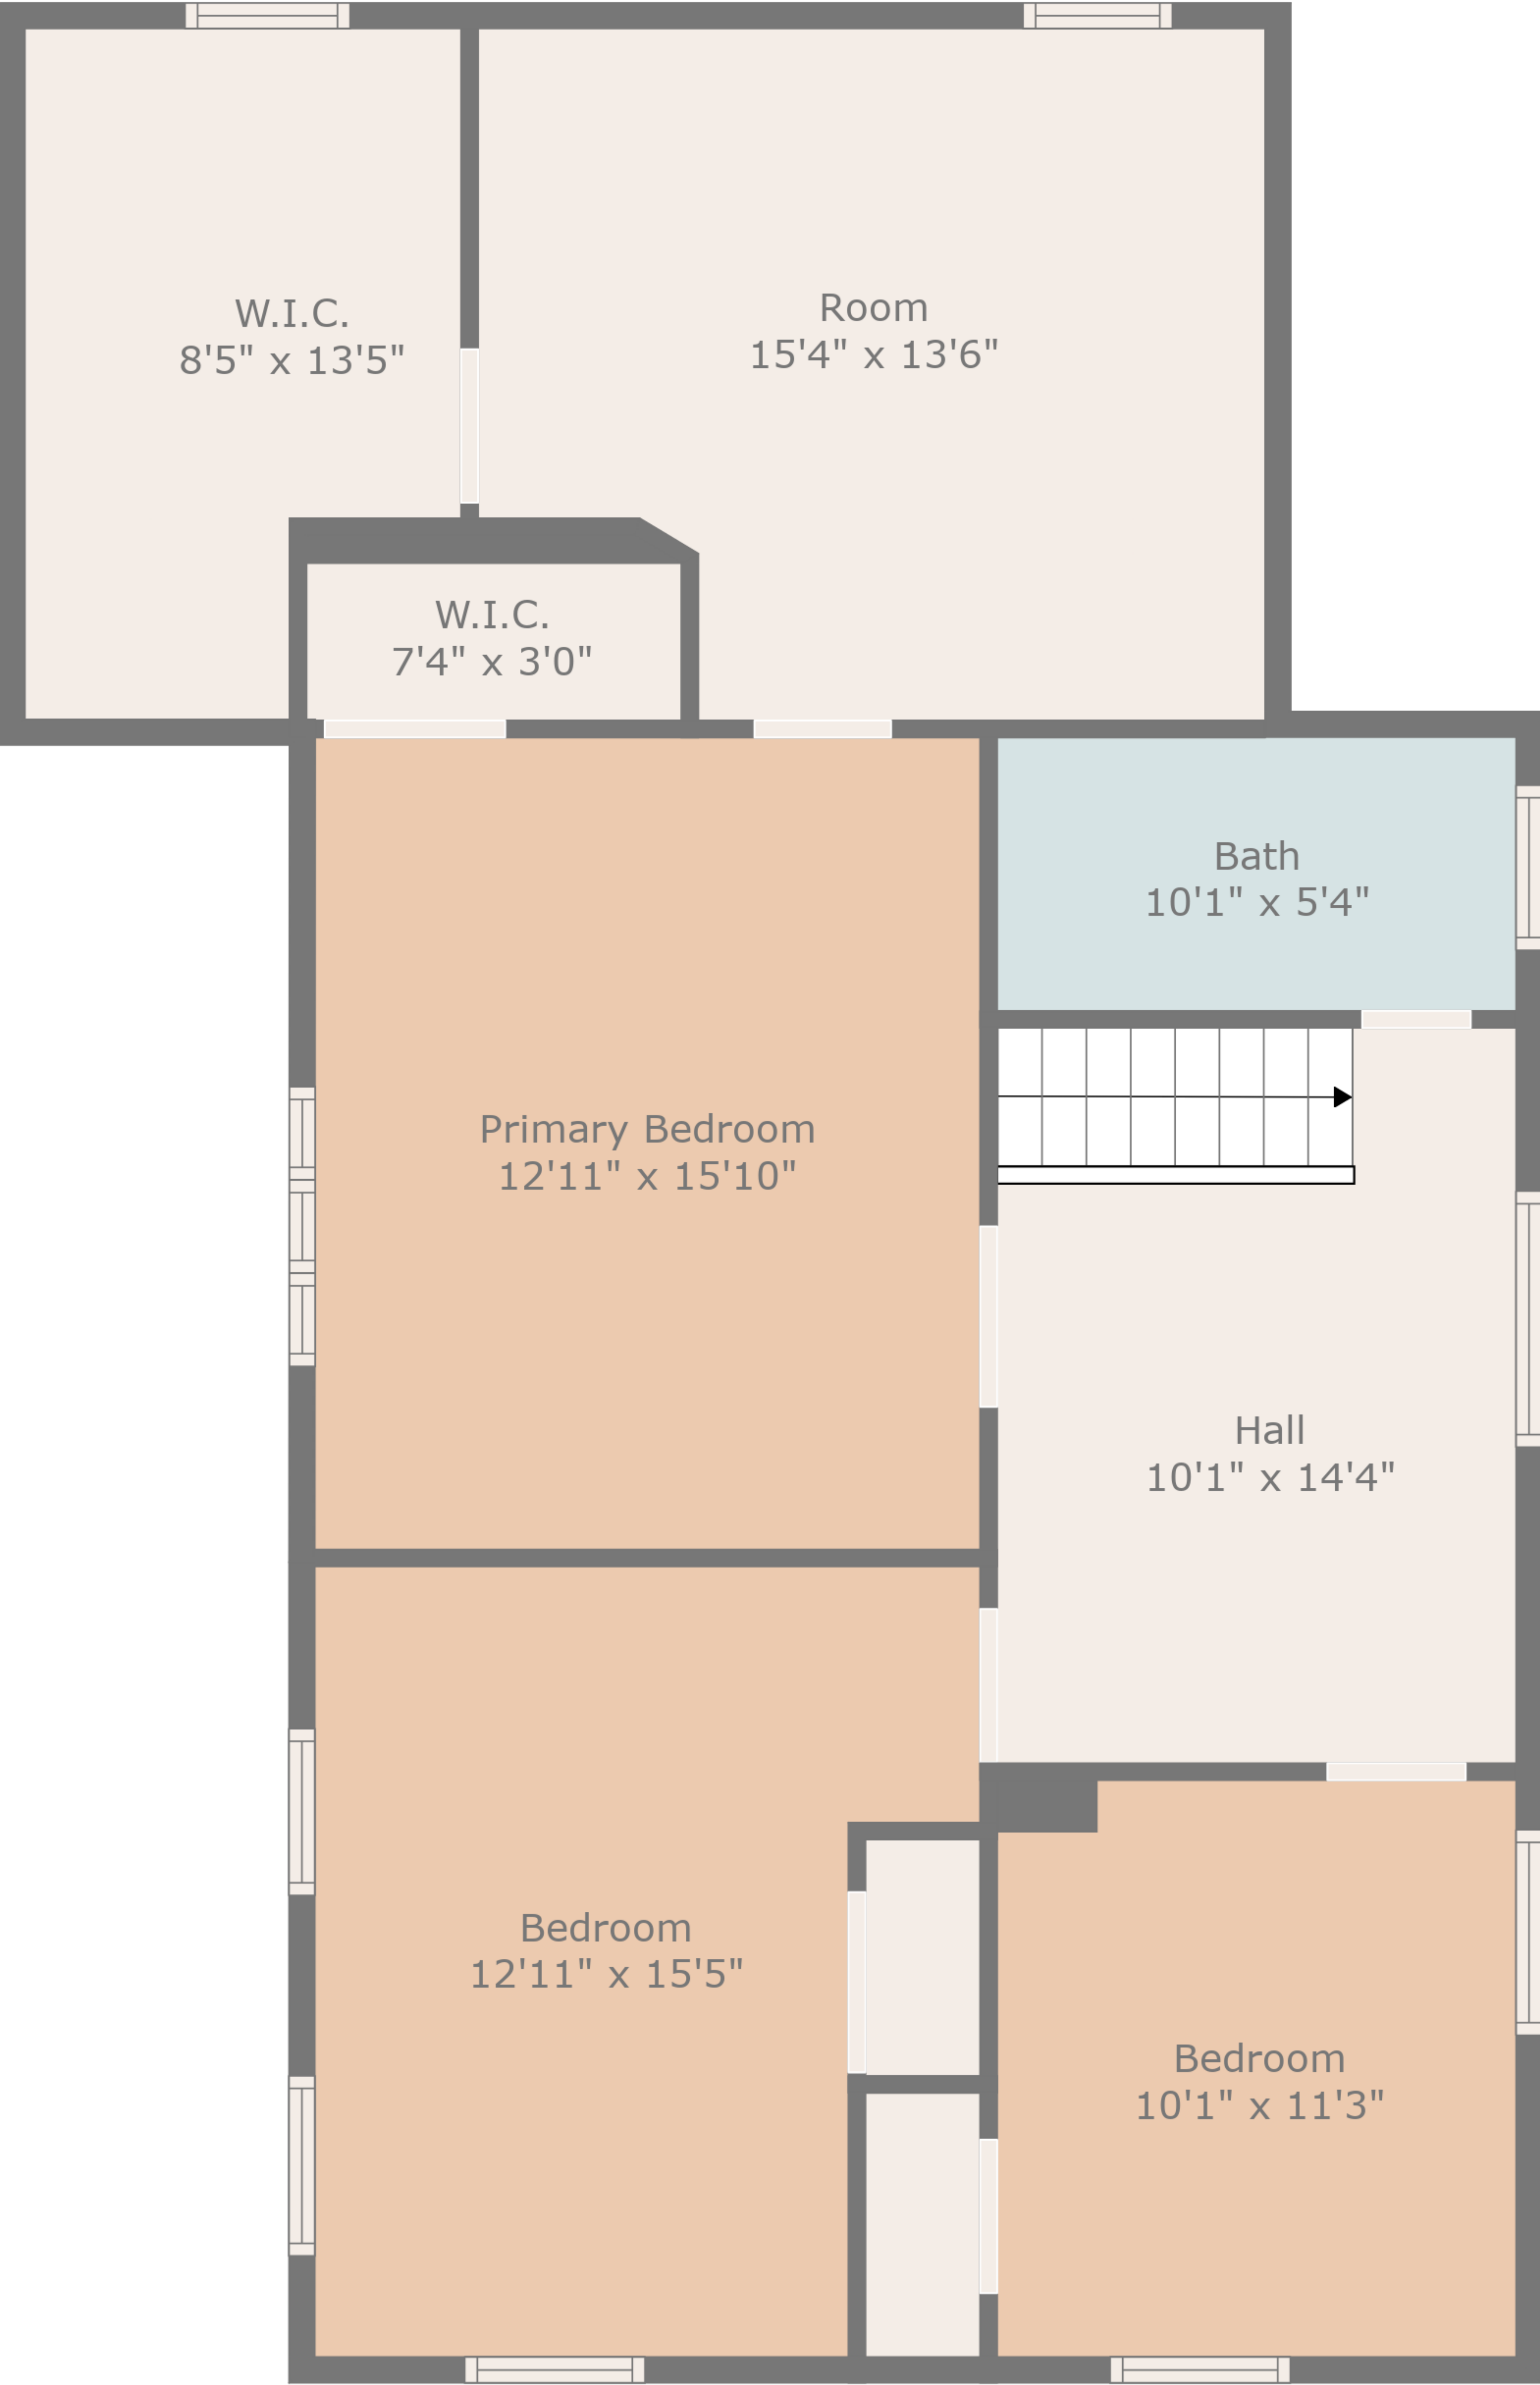 W.I.C.
8'5" x 13'5"
Room
15'4" x 13'6"
W.I.C.
7'4" x 3'0"
Bath
10'1" x 5'4"
Primary Bedroom
12'11" x 15'10"
Hall
10'1" x 14'4"
Bedroom
12'11" x 15'5"
Bedroom
10'1" x 11'3"